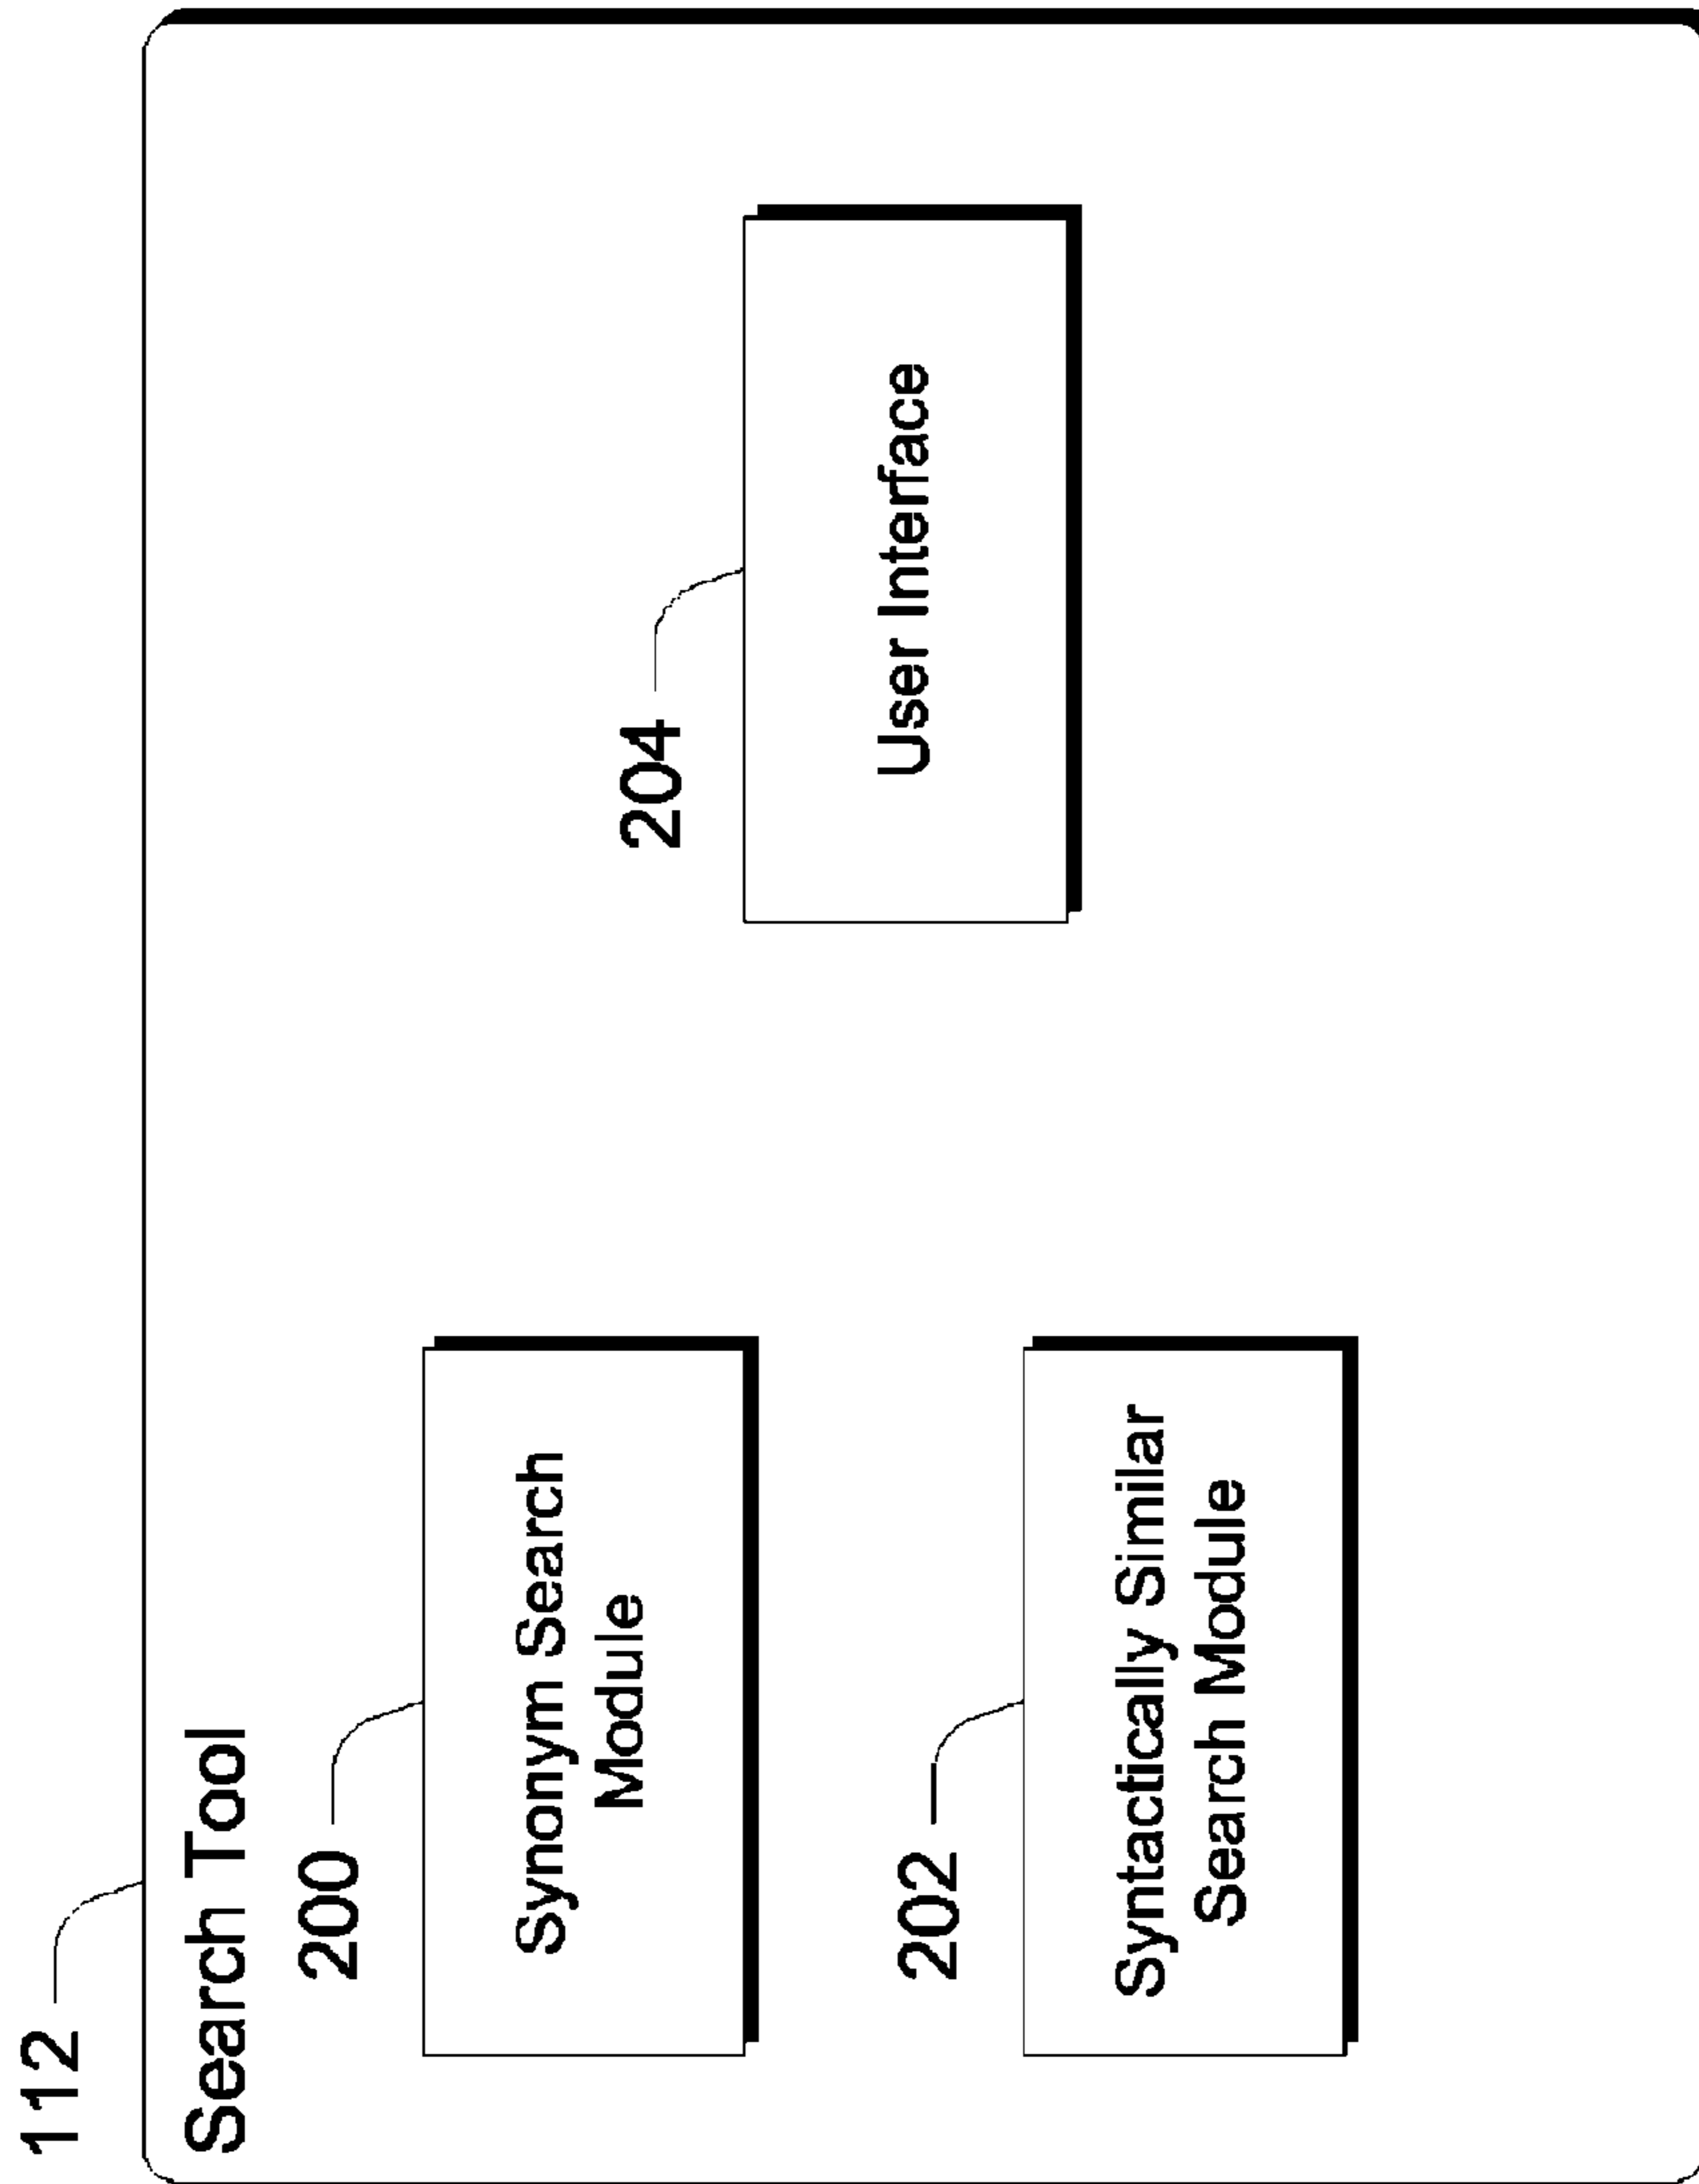 112
Search Tool
200
Synonym Search
Module
204
User Interface
202
Syntactically Similar
Search Module